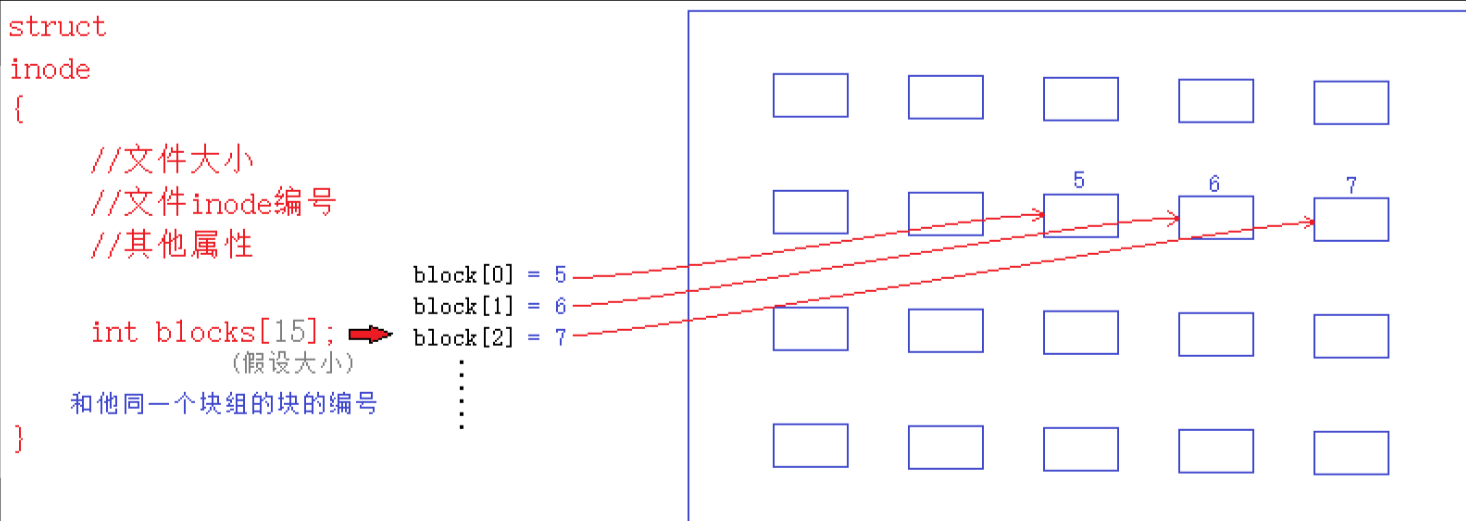 struct
inode
{
//文件大小
//文件inode编号
//其他属性
int blocks[15];
(假设大小)
和他同一个块组的块的编号
}
block[0] = 5
block[1] = 6
block[2] = 7
5
6
7